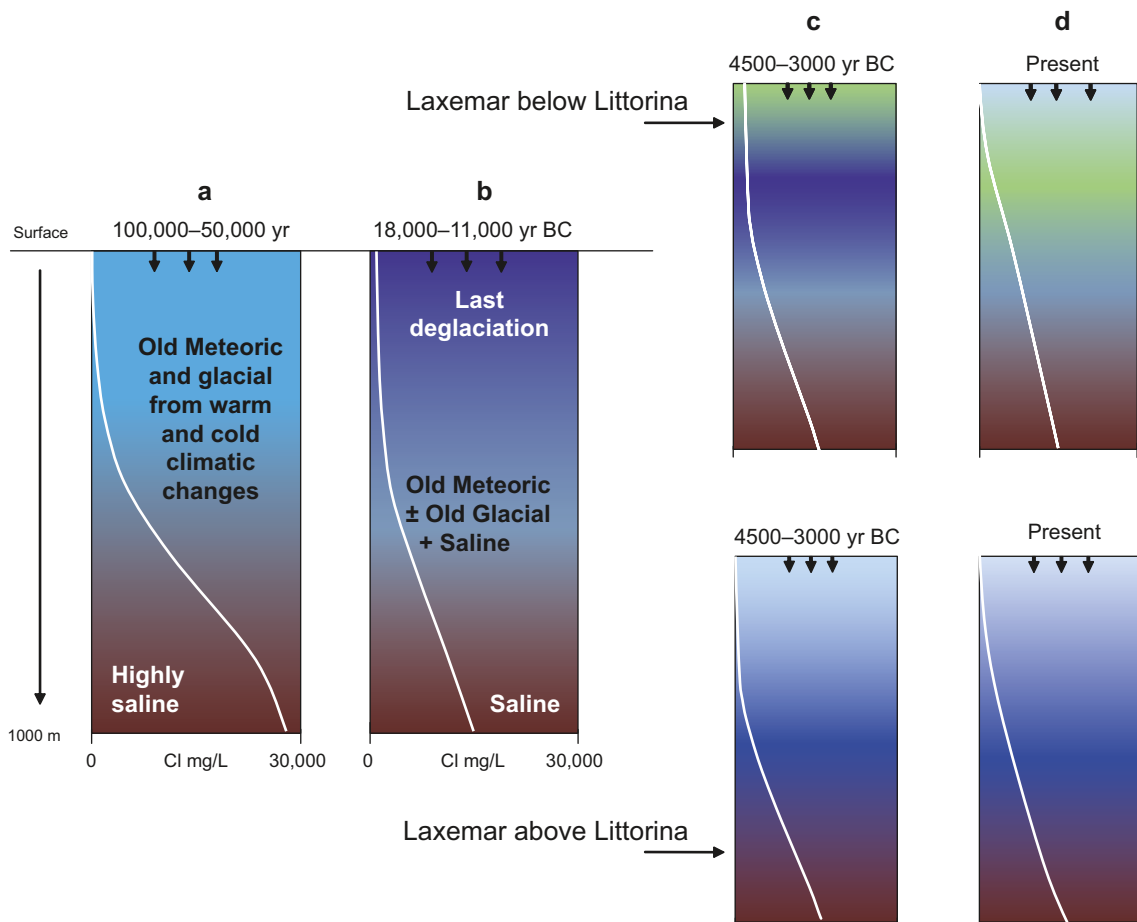 c
d
4500–3000 yr BC
Present
Laxemar below Littorina
a
b
Surface
100,000–50,000 yr
18,000–11,000 yr BC
Last
deglaciation
Old Meteoric
and glacial
from warm
and cold
climatic
changes
Old Meteoric
± Old Glacial
+ Saline
4500–3000 yr BC
Present
Highly
saline
Saline
1000 m
0
Cl mg/L
30,000
0
Cl mg/L
30,000
Laxemar above Littorina